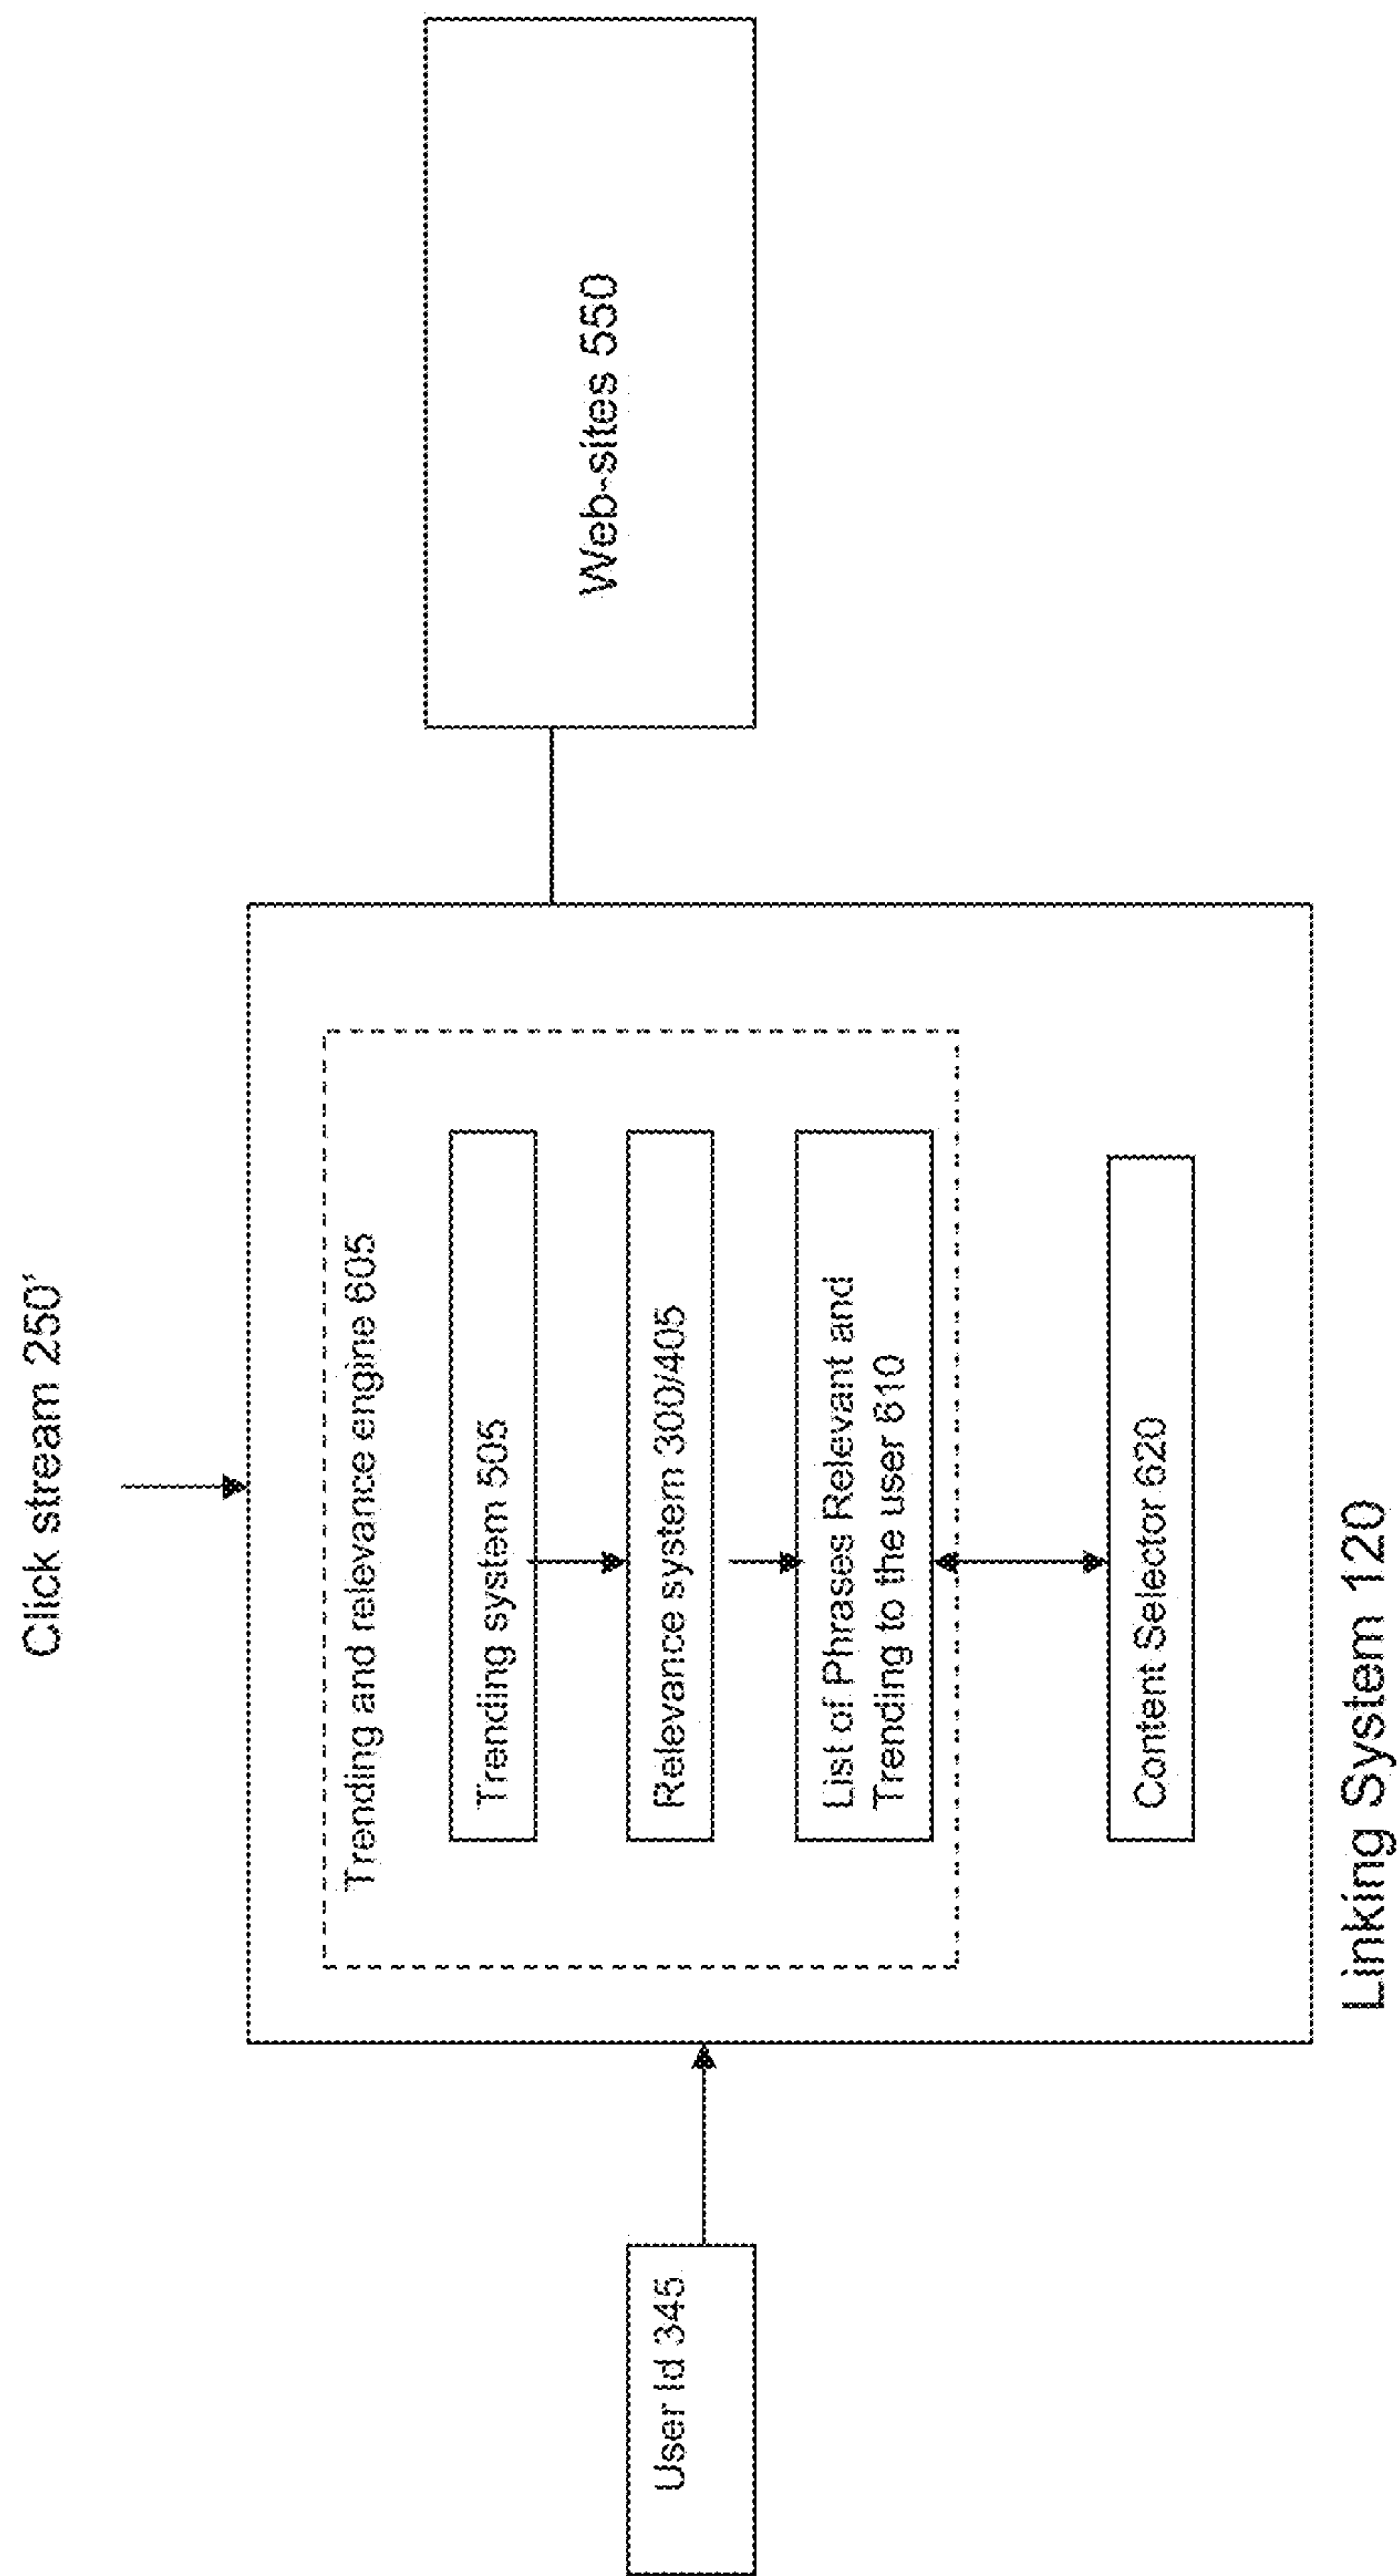 Click stream 250'
Trending and relevance engine 605
Trending system 505
Relevance system 300/405
List of Phrases Relevant and
Trending to the user 610
Content Selector 620
Linking System 120
User Id 345
Web-sites 550